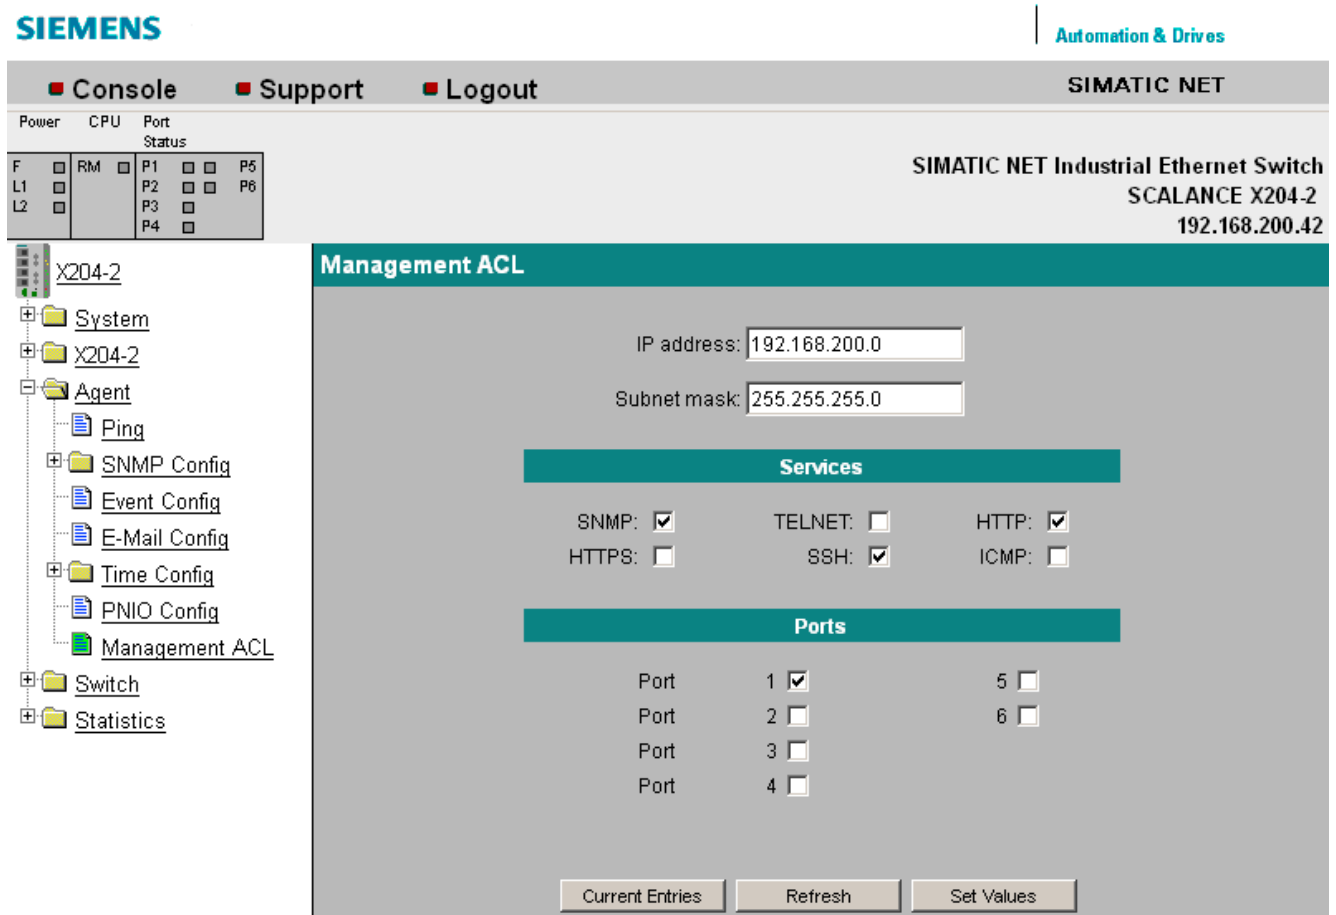 SIEMENS
Automation & Drives
Console Support Logout SIMATIC NET
Power CPU Port
Status
F RM P1 P5
L1 P2 P6
L2 P3
P4
SIMATIC NET Industrial Ethernet Switch
SCALANCE X204-2
192.168.200.42
X204-2
System
X204-2
Agent
Ping
SNMP Config
Event Config
E-Mail Config
Time Config
PNIO Config
Management ACL
Switch
Statistics
Management ACL
IP address: 192.168.200.0
Subnet mask: 255.255.255.0
Services
SNMP: TELNET: HTTP:
HTTPS: SSH: ICMP:
Ports
Port 1 5
Port 2 6
Port 3
Port 4
Current Entries Refresh Set Values